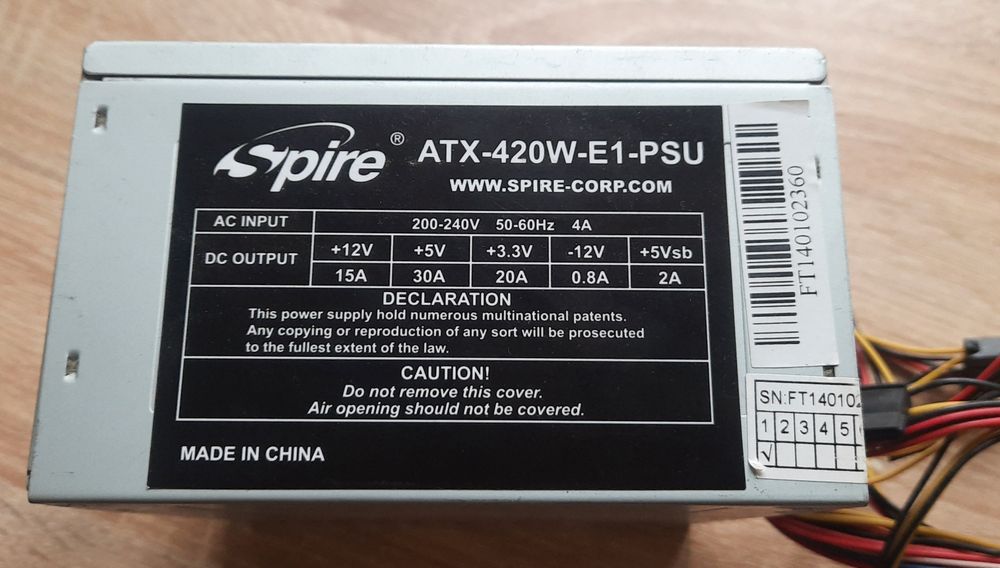 Spire® ATX-420W-E1-PSU
WWW.SPIRE-CORP.COM
AC INPUT 200-240V 50-60Hz 4A
DC OUTPUT +12V +5V +3.3V -12V +5Vsb
15A 30A 20A 0.8A 2A
DECLARATION
This power supply hold numerous multinational patents.
Any copying or reproduction of any sort will be prosecuted
to the fullest extent of the law.
CAUTION!
Do not remove this cover.
Air opening should not be covered.
MADE IN CHINA
FT140102360
SN:FT140102
1 2 3 4 5
√